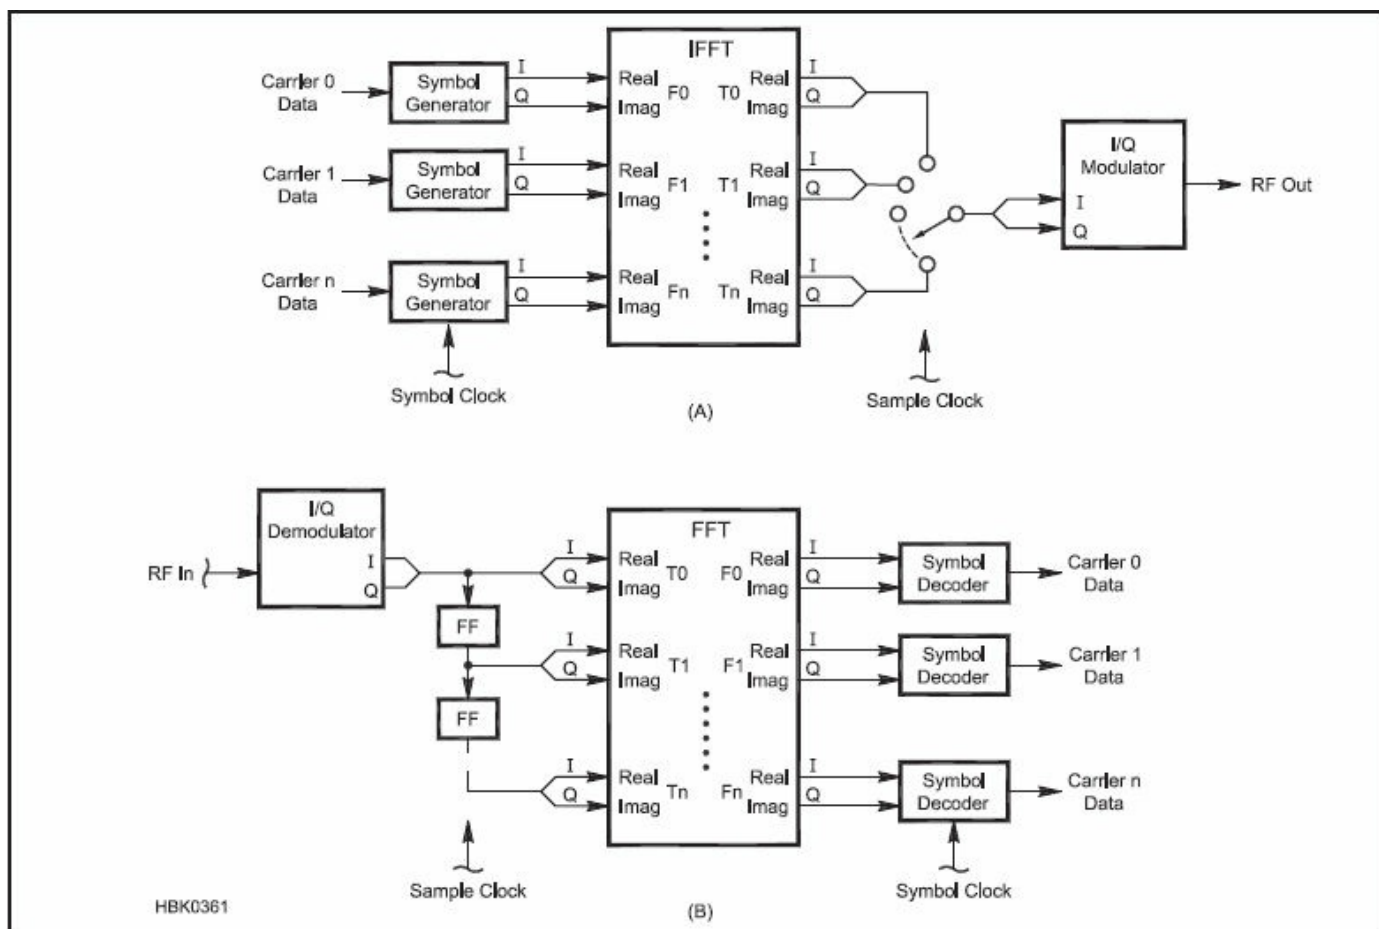 IFFT
Carrier 0
Data
Symbol
Generator
I
Q
Real
Imag
F0
T0
Real
Imag
I
Q
Carrier 1
Data
Symbol
Generator
I
Q
Real
Imag
F1
T1
Real
Imag
I
Q
Carrier n
Data
Symbol
Generator
I
Q
Real
Imag
Fn
Tn
Real
Imag
I
Q
I/Q
Modulator
I
Q
RF Out
Symbol Clock
Sample Clock
(A)
RF In
I/Q
Demodulator
I
Q
FF
FF
FFT
I
Q
Real
Imag
T0
F0
Real
Imag
I
Q
Symbol
Decoder
Carrier 0
Data
I
Q
Real
Imag
T1
F1
Real
Imag
I
Q
Symbol
Decoder
Carrier 1
Data
I
Q
Real
Imag
Tn
Fn
Real
Imag
I
Q
Symbol
Decoder
Carrier n
Data
Sample Clock
Symbol Clock
HBK0361
(B)